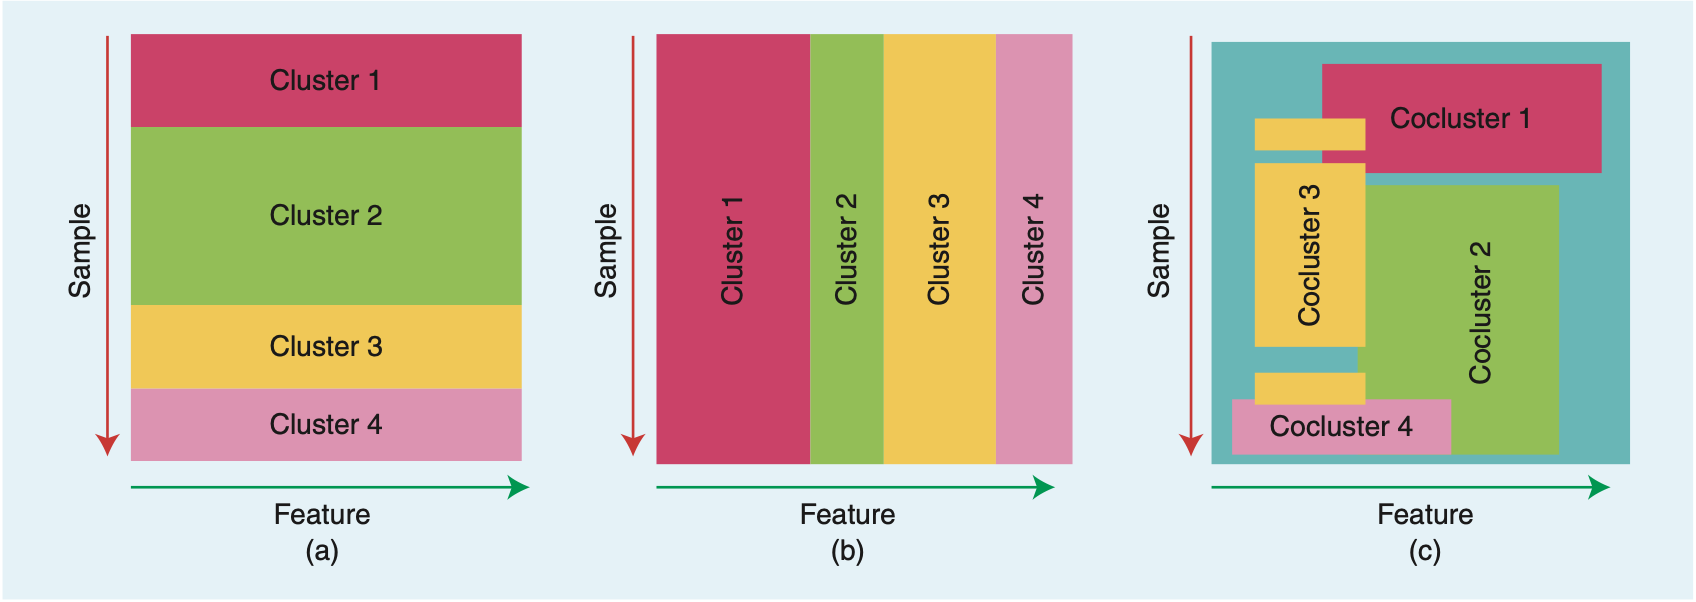 Sample
Cluster 1
Cluster 2
Cluster 3
Cluster 4
Feature
(a)
Sample
Cluster 1
Cluster 2
Cluster 3
Cluster 4
Feature
(b)
Sample
Cocluster 1
Cocluster 3
Cocluster 2
Cocluster 4
Feature
(c)